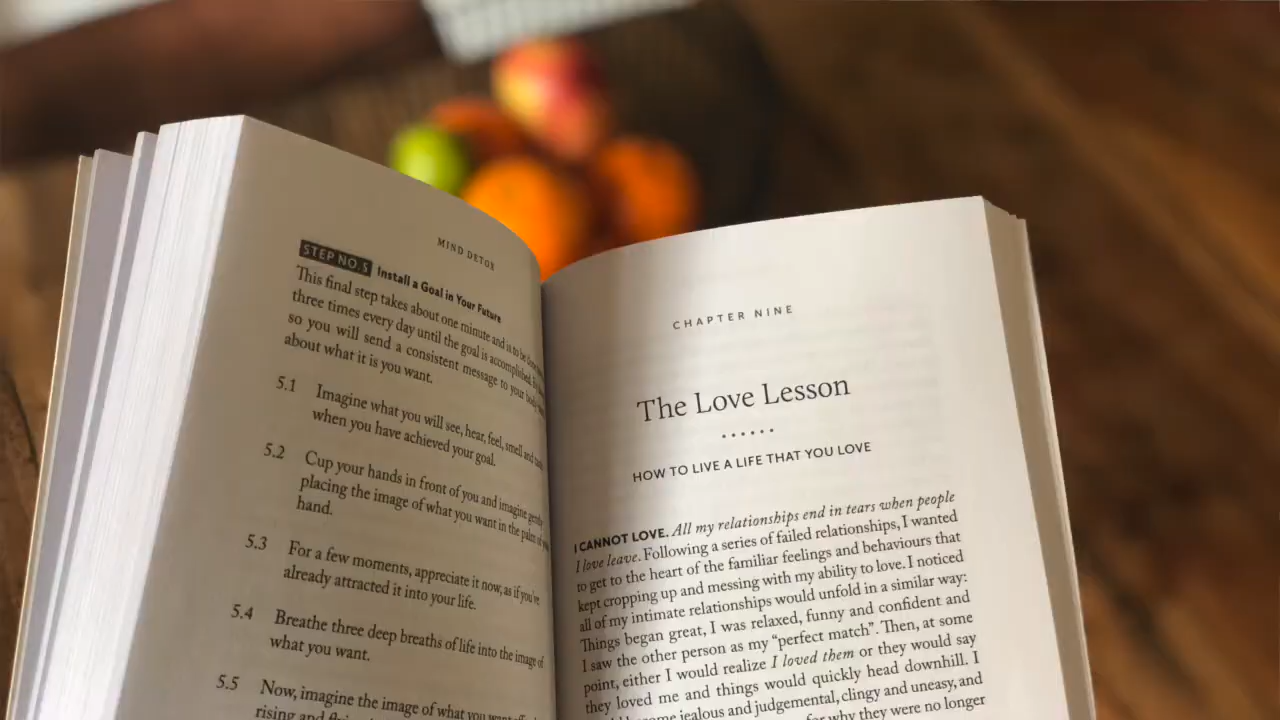 MIND DETOX
STEP NO. 5 Install a Goal in Your Future
This final step takes about one minute and is to be done
three times every day until the goal is accomplished. By
so you will send a consistent message to your body
about what it is you want.
5.1 Imagine what you will see, hear, feel, smell and
when you have achieved your goal.
5.2 Cup your hands in front of you and imagine gently
placing the image of what you want in the palm of
hand.
5.3 For a few moments, appreciate it now, as if you've
already attracted it into your life.
5.4 Breathe three deep breaths of life into the image of
what you want.
5.5 Now, imagine the image of what you want
rising and
CHAPTER NINE
The Love Lesson
......
HOW TO LIVE A LIFE THAT YOU LOVE
I CANNOT LOVE. All my relationships end in tears when people
I love leave. Following a series of failed relationships, I wanted
to get to the heart of the familiar feelings and behaviours that
kept cropping up and messing with my ability to love. I noticed
all of my intimate relationships would unfold in a similar way:
Things began great, I was relaxed, funny and confident and
I saw the other person as my “perfect match”. Then, at some
point, either I would realize I loved them or they would say
they loved me and things would quickly head downhill. I
jealous and judgemental, clingy and uneasy, and
for why they were no longer